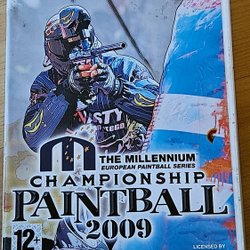 THE MILLENNIUM
EUROPEAN PAINTBALL SERIES
CHAMPIONSHIP
PAINTBALL
2009
12+
LICENSED BY